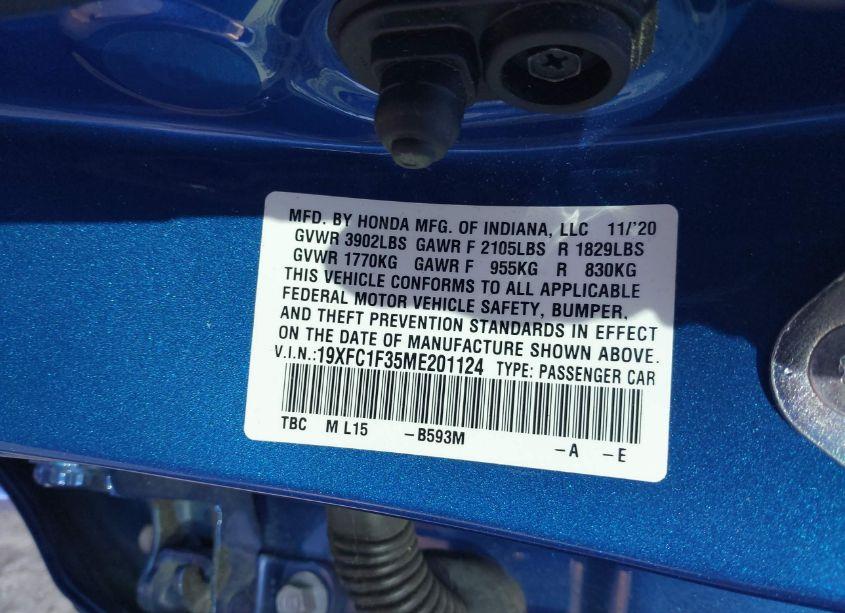 MFD. BY HONDA MFG. OF INDIANA, LLC 11/'20
GVWR 3902LBS GAWR F 2105LBS R 1829LBS
GVWR 1770KG GAWR F 955KG R 830KG
THIS VEHICLE CONFORMS TO ALL APPLICABLE
FEDERAL MOTOR VEHICLE SAFETY, BUMPER,
AND THEFT PREVENTION STANDARDS IN EFFECT
ON THE DATE OF MANUFACTURE SHOWN ABOVE.
V.I.N.:19XFC1F35ME201124 TYPE: PASSENGER CAR
TBC M L15 -B593M -A -E